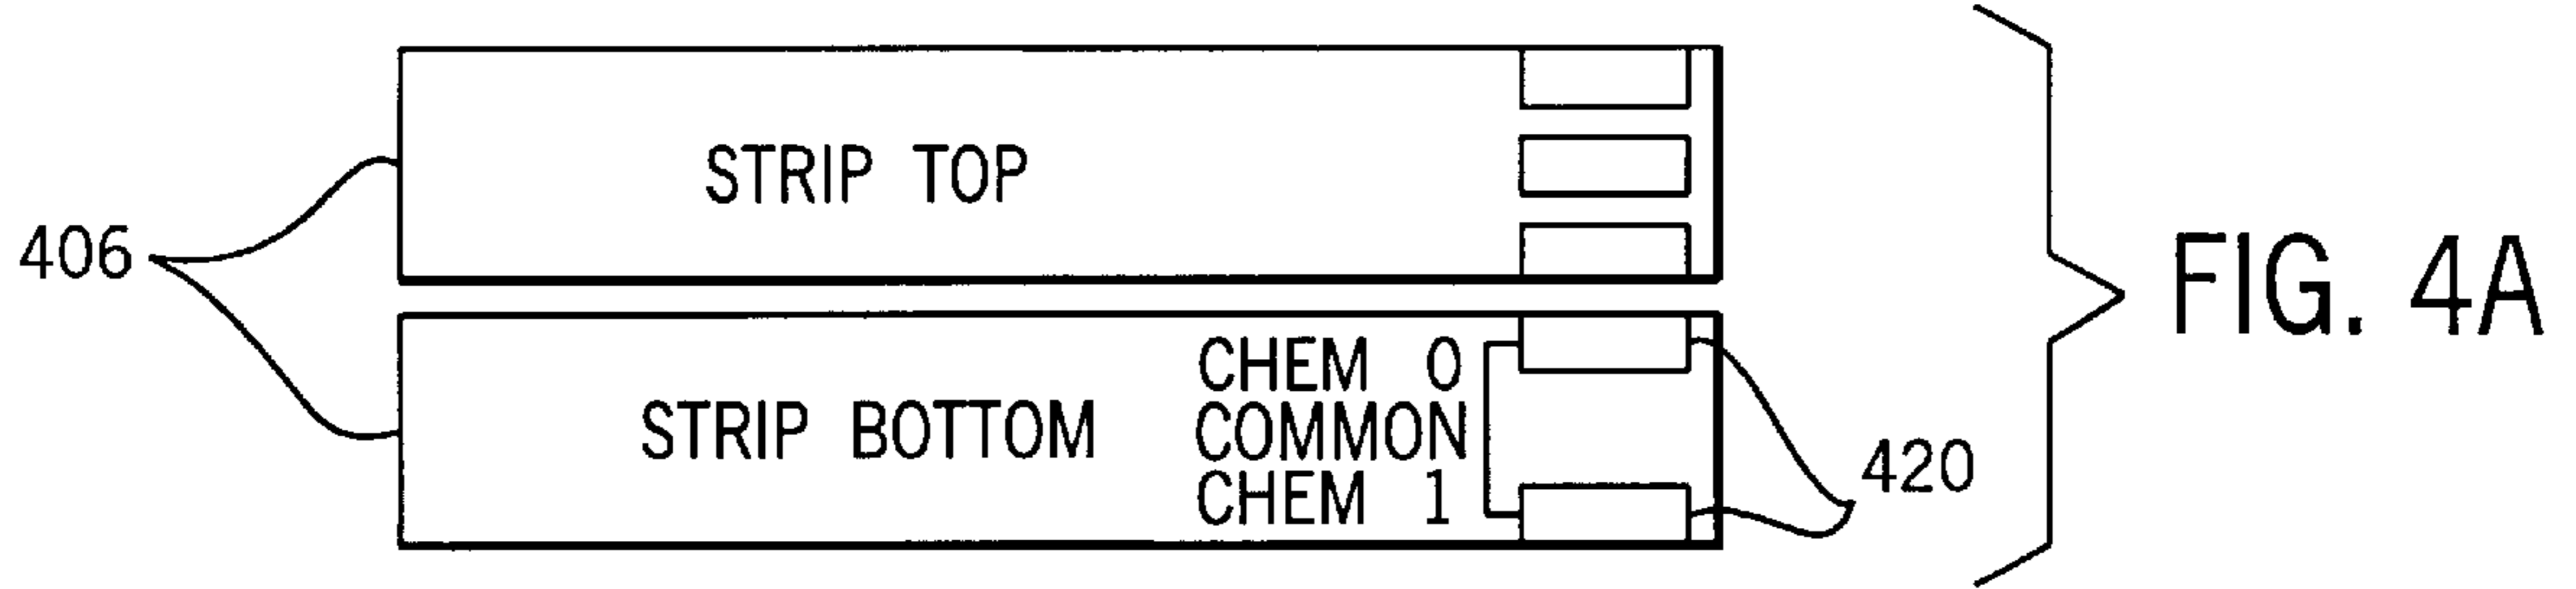 STRIP TOP
406
FIG. 4A
CHEM 0
STRIP BOTTOM COMMON
CHEM 1
420